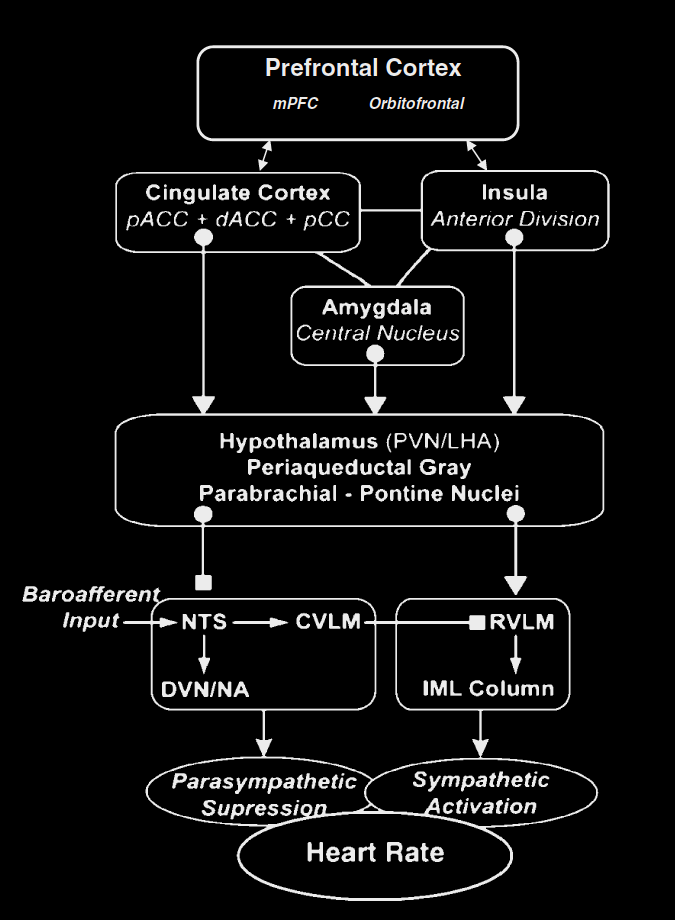 Prefrontal Cortex
mPFC Orbitofrontal
Cingulate Cortex
pACC + dACC + pCC
Insula
Anterior Division
Amygdala
Central Nucleus
Hypothalamus (PVN/LHA)
Periaqueductal Gray
Parabrachial - Pontine Nuclei
Baroafferent
Input
NTS
CVLM
RVLM
DVN/NA
IML Column
Parasympathetic
Supression
Sympathetic
Activation
Heart Rate